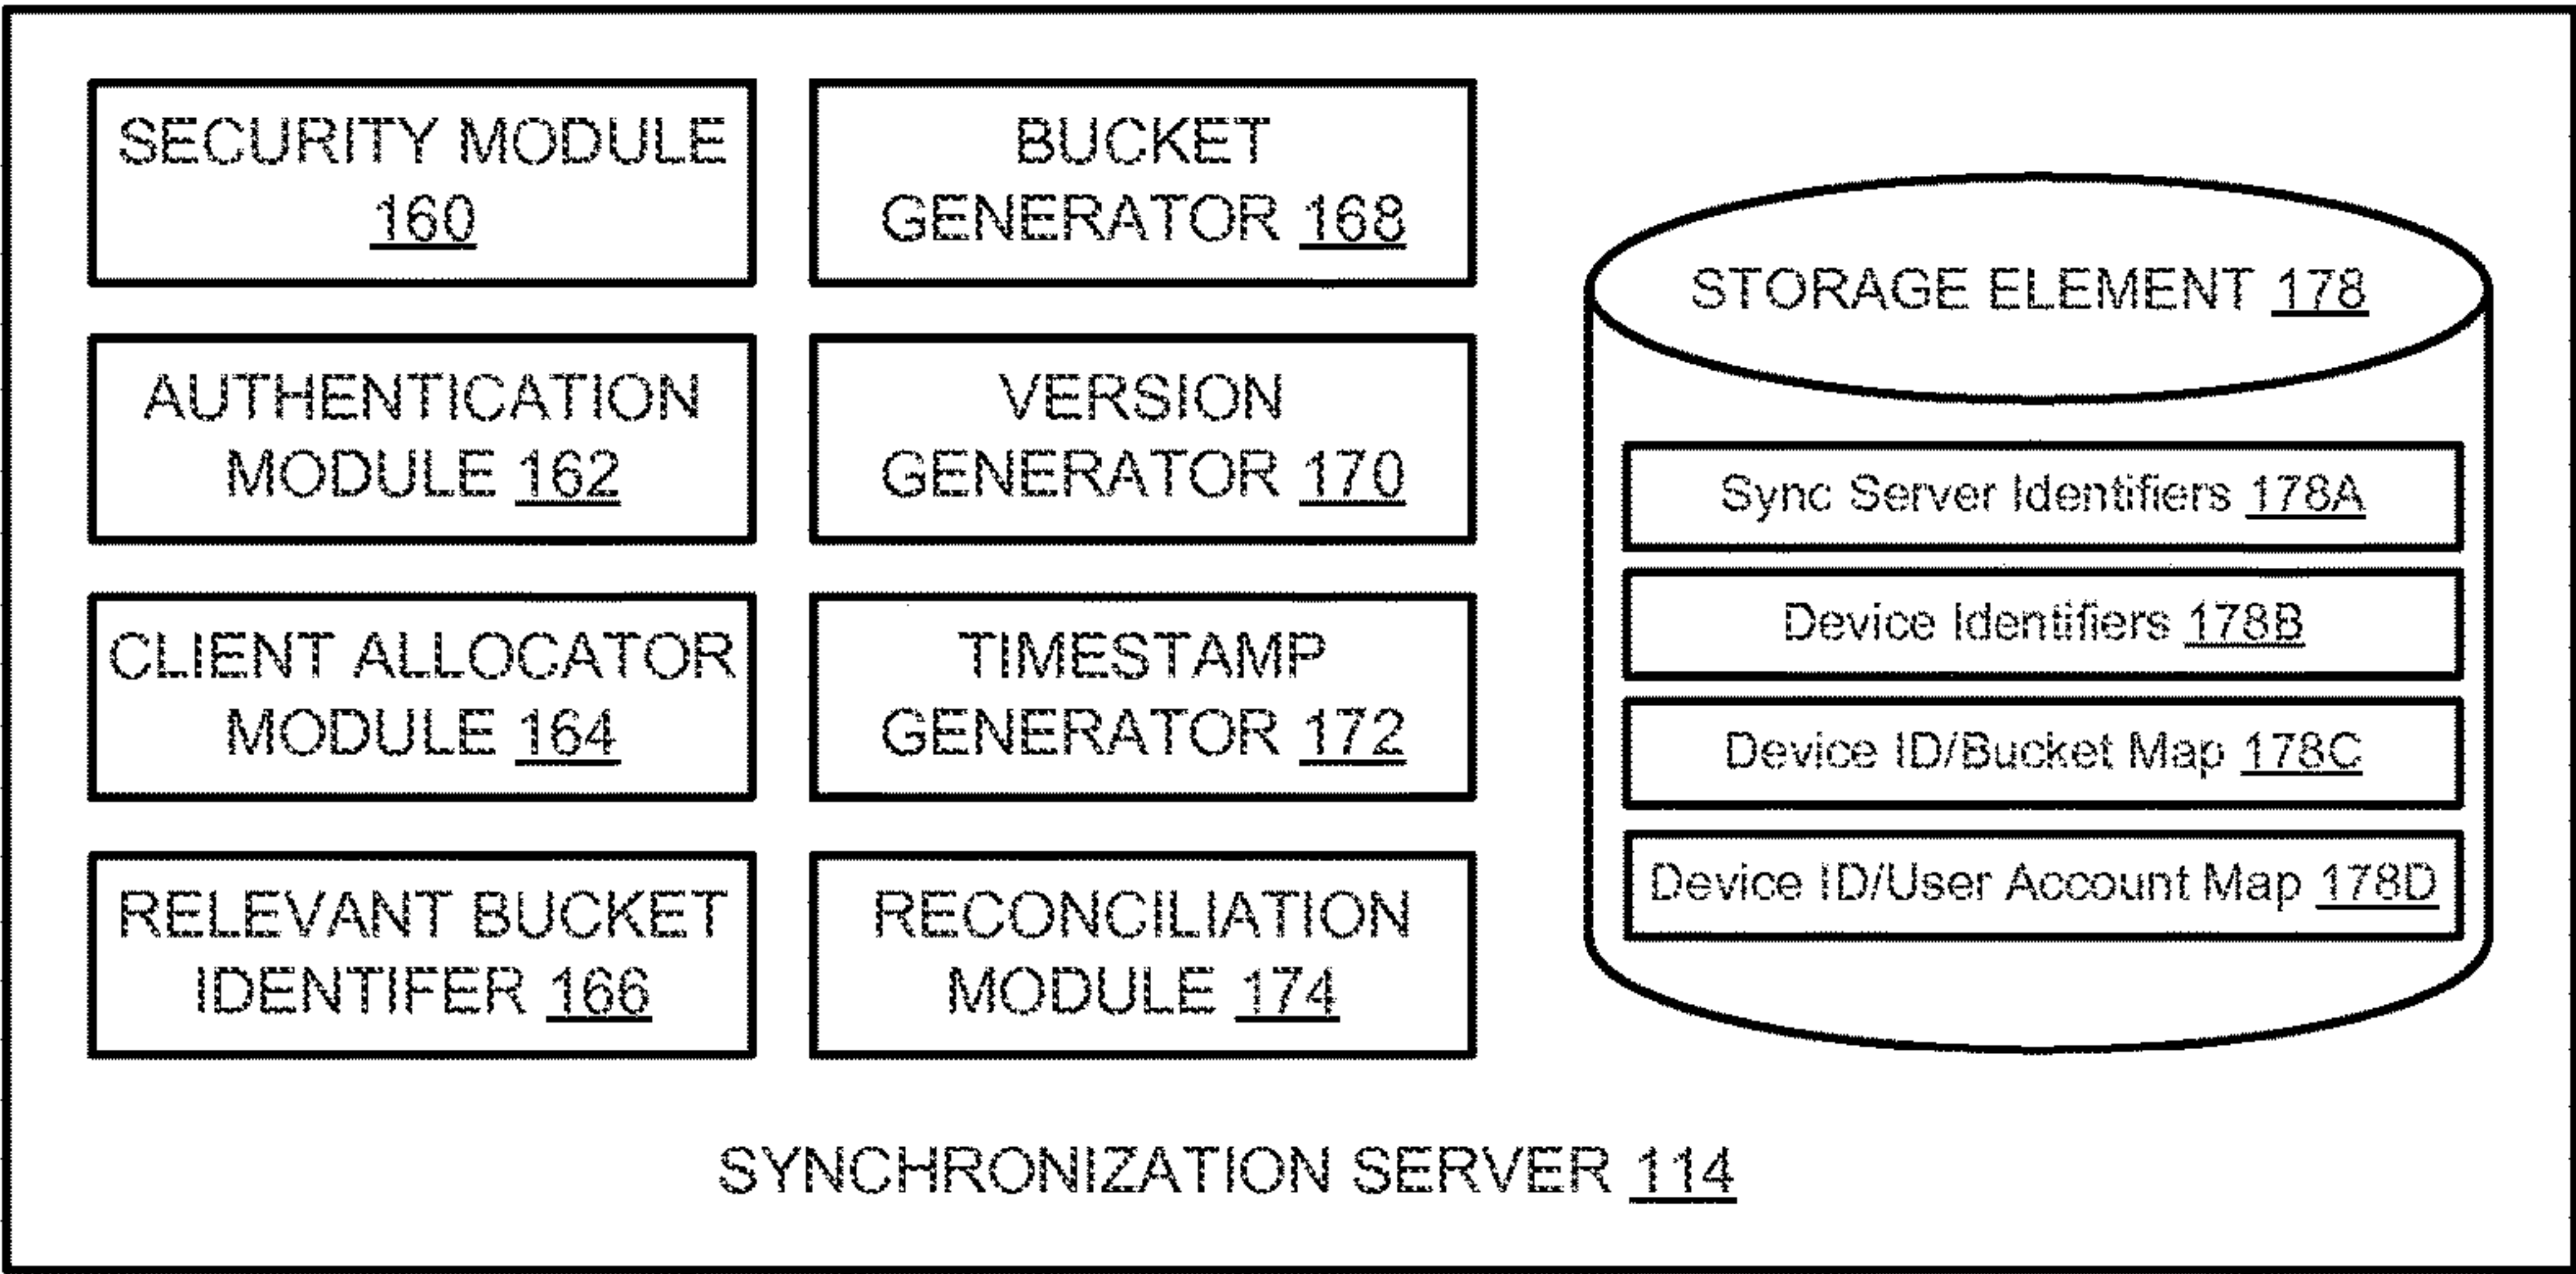 SECURITY MODULE
160
AUTHENTICATION
MODULE 162
CLIENT ALLOCATOR
MODULE 164
RELEVANT BUCKET
IDENTIFER 166
BUCKET
GENERATOR 168
VERSION
GENERATOR 170
TIMESTAMP
GENERATOR 172
RECONCILIATION
MODULE 174
STORAGE ELEMENT 178
Sync Server Identifiers 178A
Device Identifiers 178B
Device ID/Bucket Map 178C
Device ID/User Account Map 178D
SYNCHRONIZATION SERVER 114